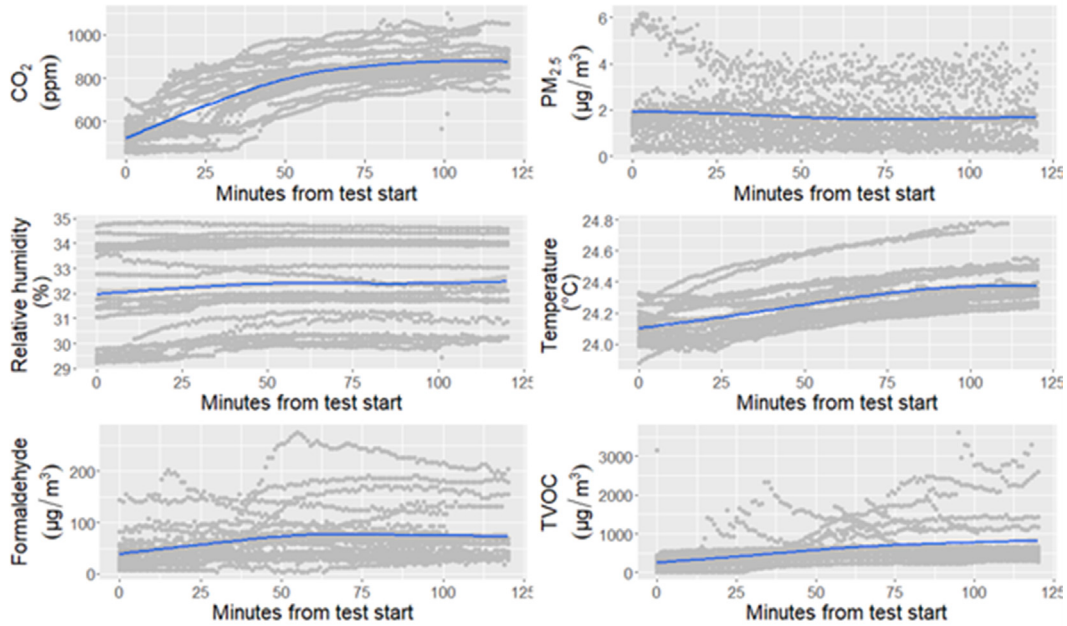 CO2
(ppm)
1000
800
600
0 25 50 75 100 125
Minutes from test start
PM2.5
(μg/ m³)
6
4
2
0
0 25 50 75 100 125
Minutes from test start
Relative humidity
(%)
35
34
33
32
31
30
29
0 25 50 75 100 125
Minutes from test start
Temperature
(°C)
24.8
24.6
24.4
24.2
24.0
0 25 50 75 100 125
Minutes from test start
Formaldehyde
(μg/ m³)
200
100
0
0 25 50 75 100 125
Minutes from test start
TVOC
(μg/ m³)
3000
2000
1000
0
0 25 50 75 100 125
Minutes from test start